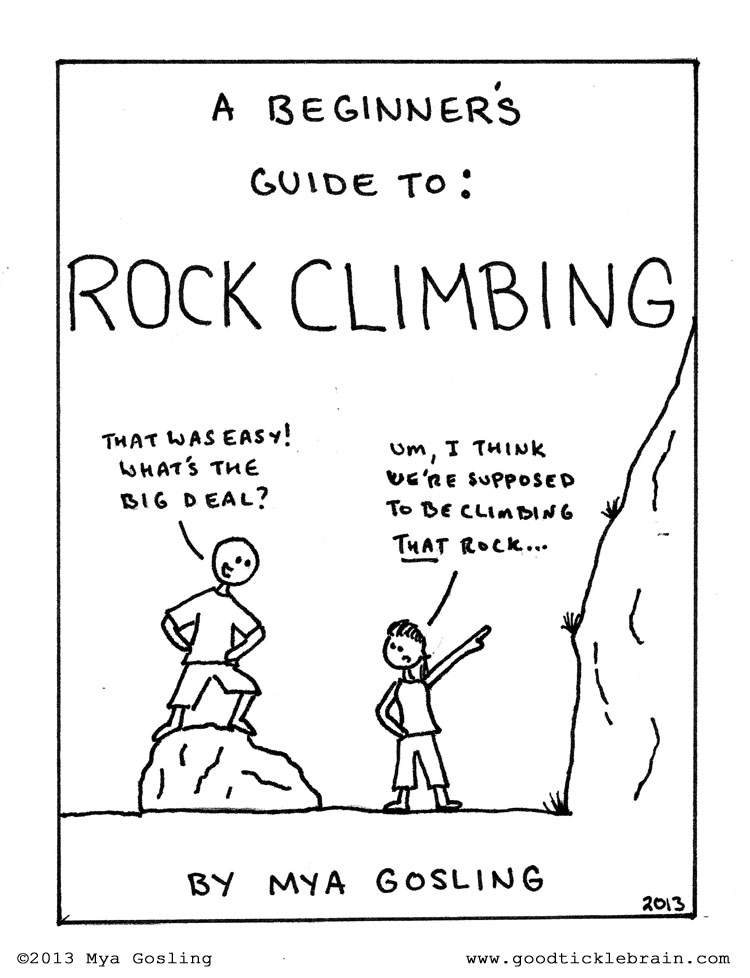 A BEGINNER'S
GUIDE TO:
ROCK CLIMBING
THAT WAS EASY!
WHAT'S THE
BIG DEAL?
UM, I THINK
WE'RE SUPPOSED
TO BE CLIMBING
THAT ROCK...
BY MYA GOSLING
2013
©2013 Mya Gosling
www.goodticklebrain.com